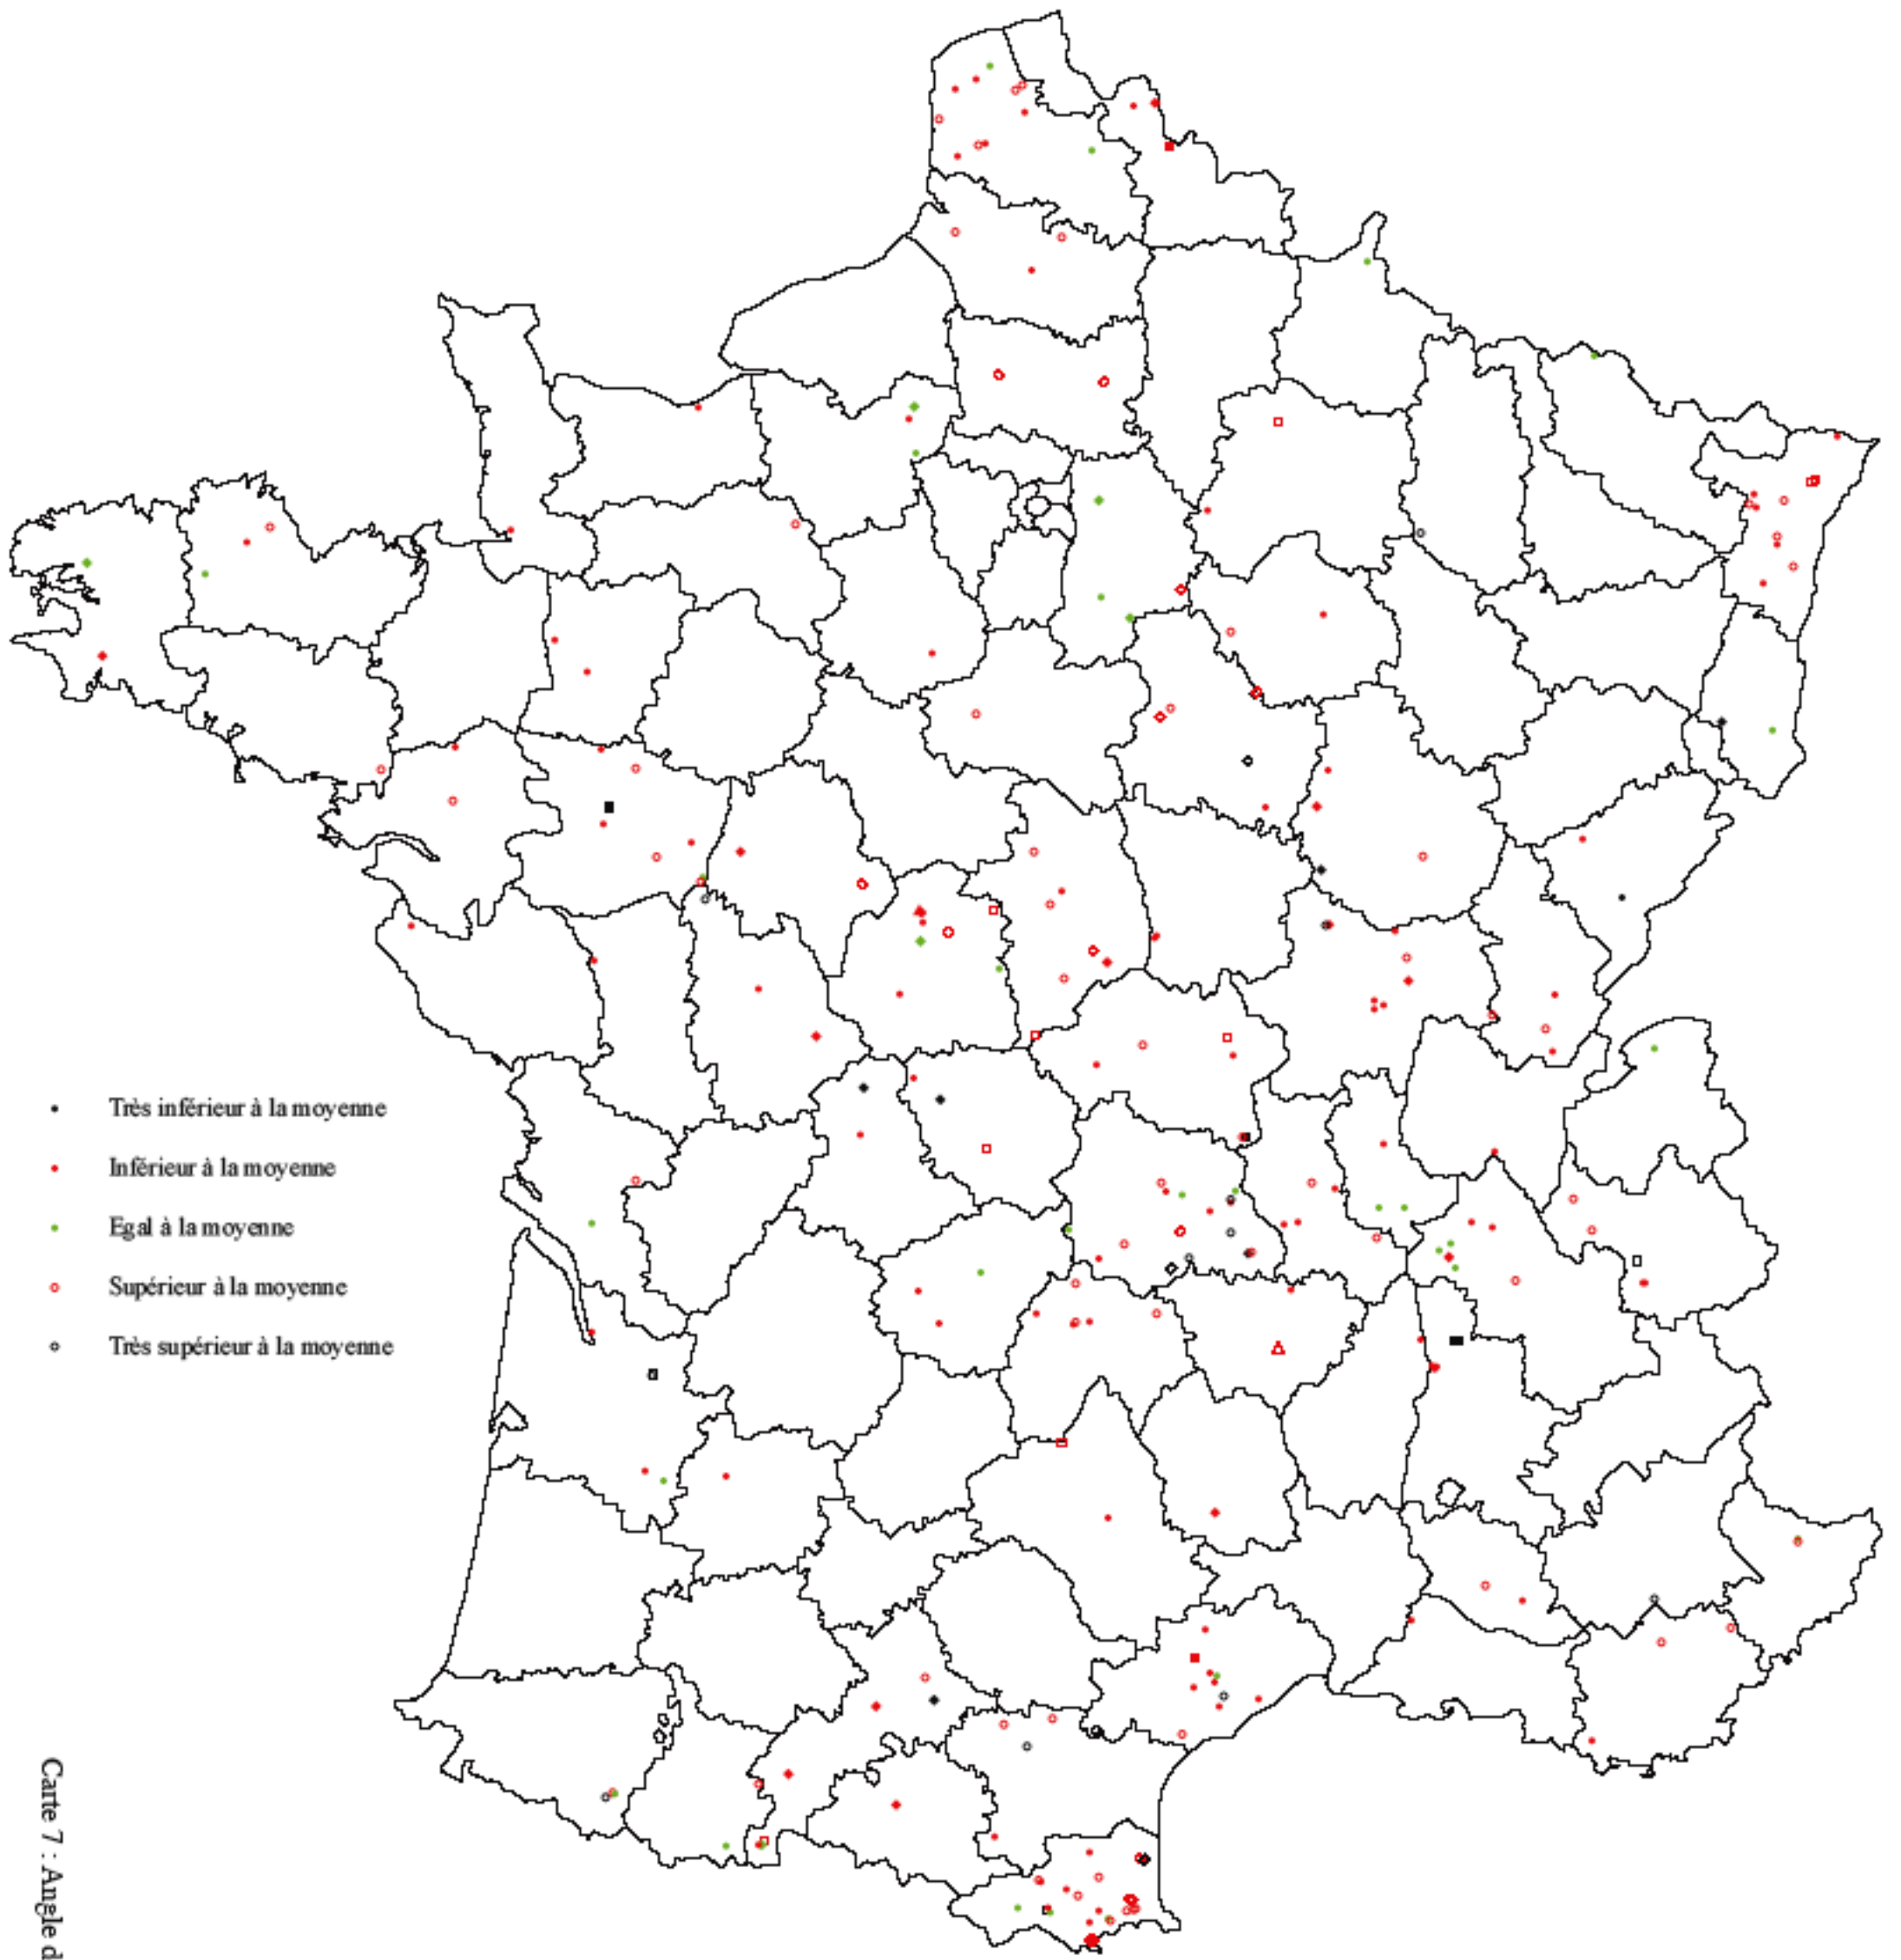 Très inférieur à la moyenne
Inférieur à la moyenne
Egal à la moyenne
Supérieur à la moyenne
Très supérieur à la moyenne
Carte 7 : Angle d